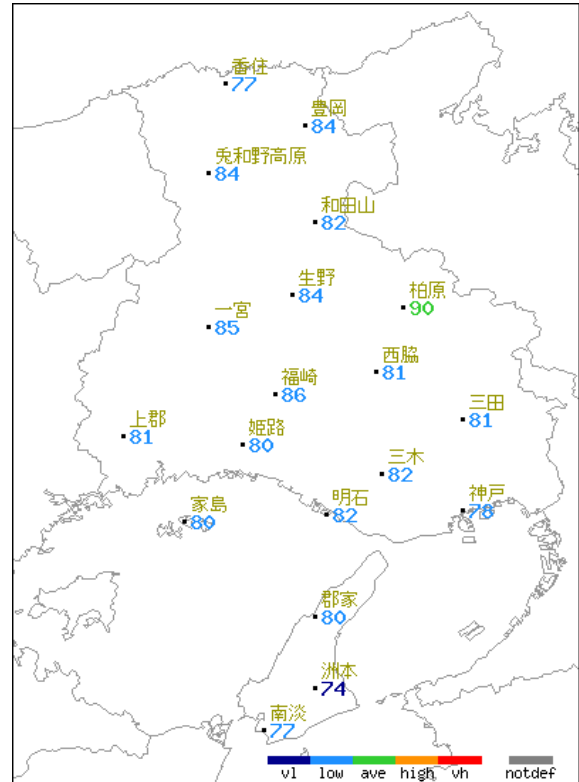 香住
77
豊岡
84
兎和野高原
84
和田山
82
生野
84
柏原
90
一宮
85
西脇
81
福崎
86
三田
81
上郡
81
姫路
80
三木
82
神戸
78
家島
80
明石
82
郡家
80
洲本
74
南淡
77
vl low ave high vh notdef